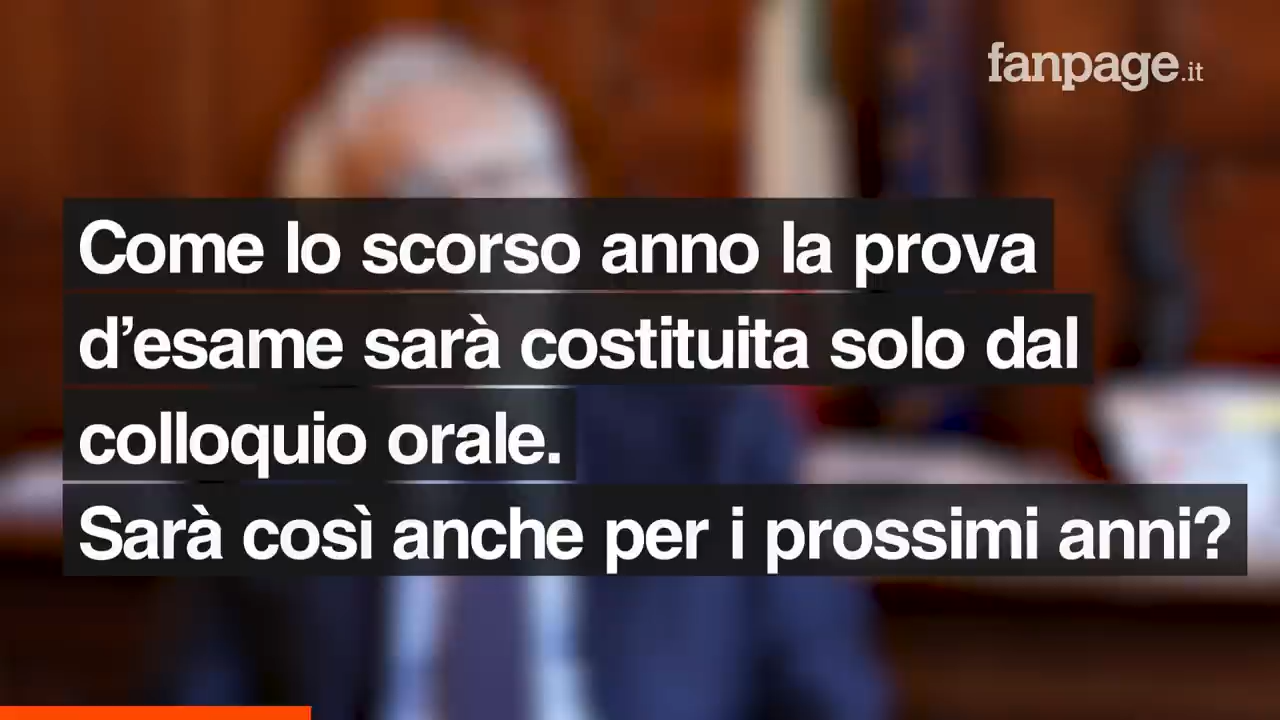 fanpage.it
Come lo scorso anno la prova
d’esame sarà costituita solo dal
colloquio orale.
Sarà così anche per i prossimi anni?